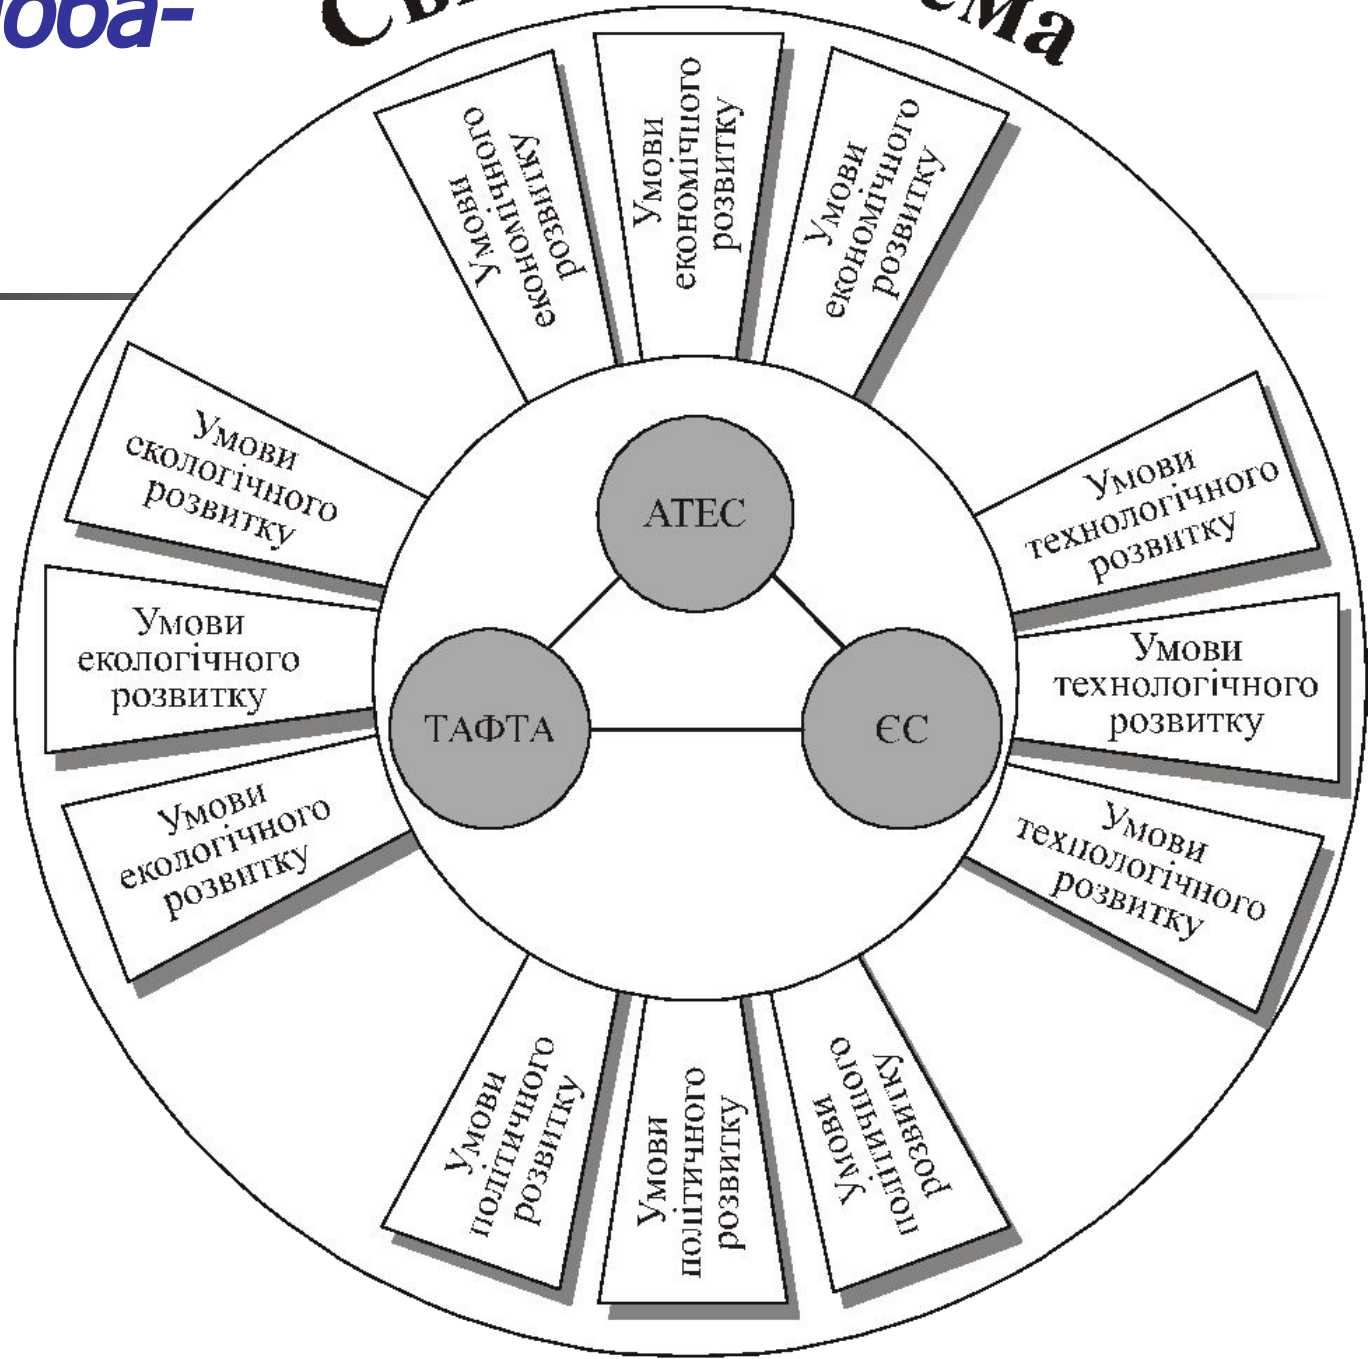 ема
Умови
економічного
розвитку
Умови
економічного
розвитку
Умови
економічного
розвитку
Умови
екологічного
розвитку
Умови
технологічного
розвитку
АТЕС
Умови
екологічного
розвитку
Умови
технологічного
розвитку
ТАФТА
ЄС
Умови
екологічного
розвитку
Умови
технологічного
розвитку
Умови
політичного
розвитку
Умови
політичного
розвитку
Умови
політичного
розвитку